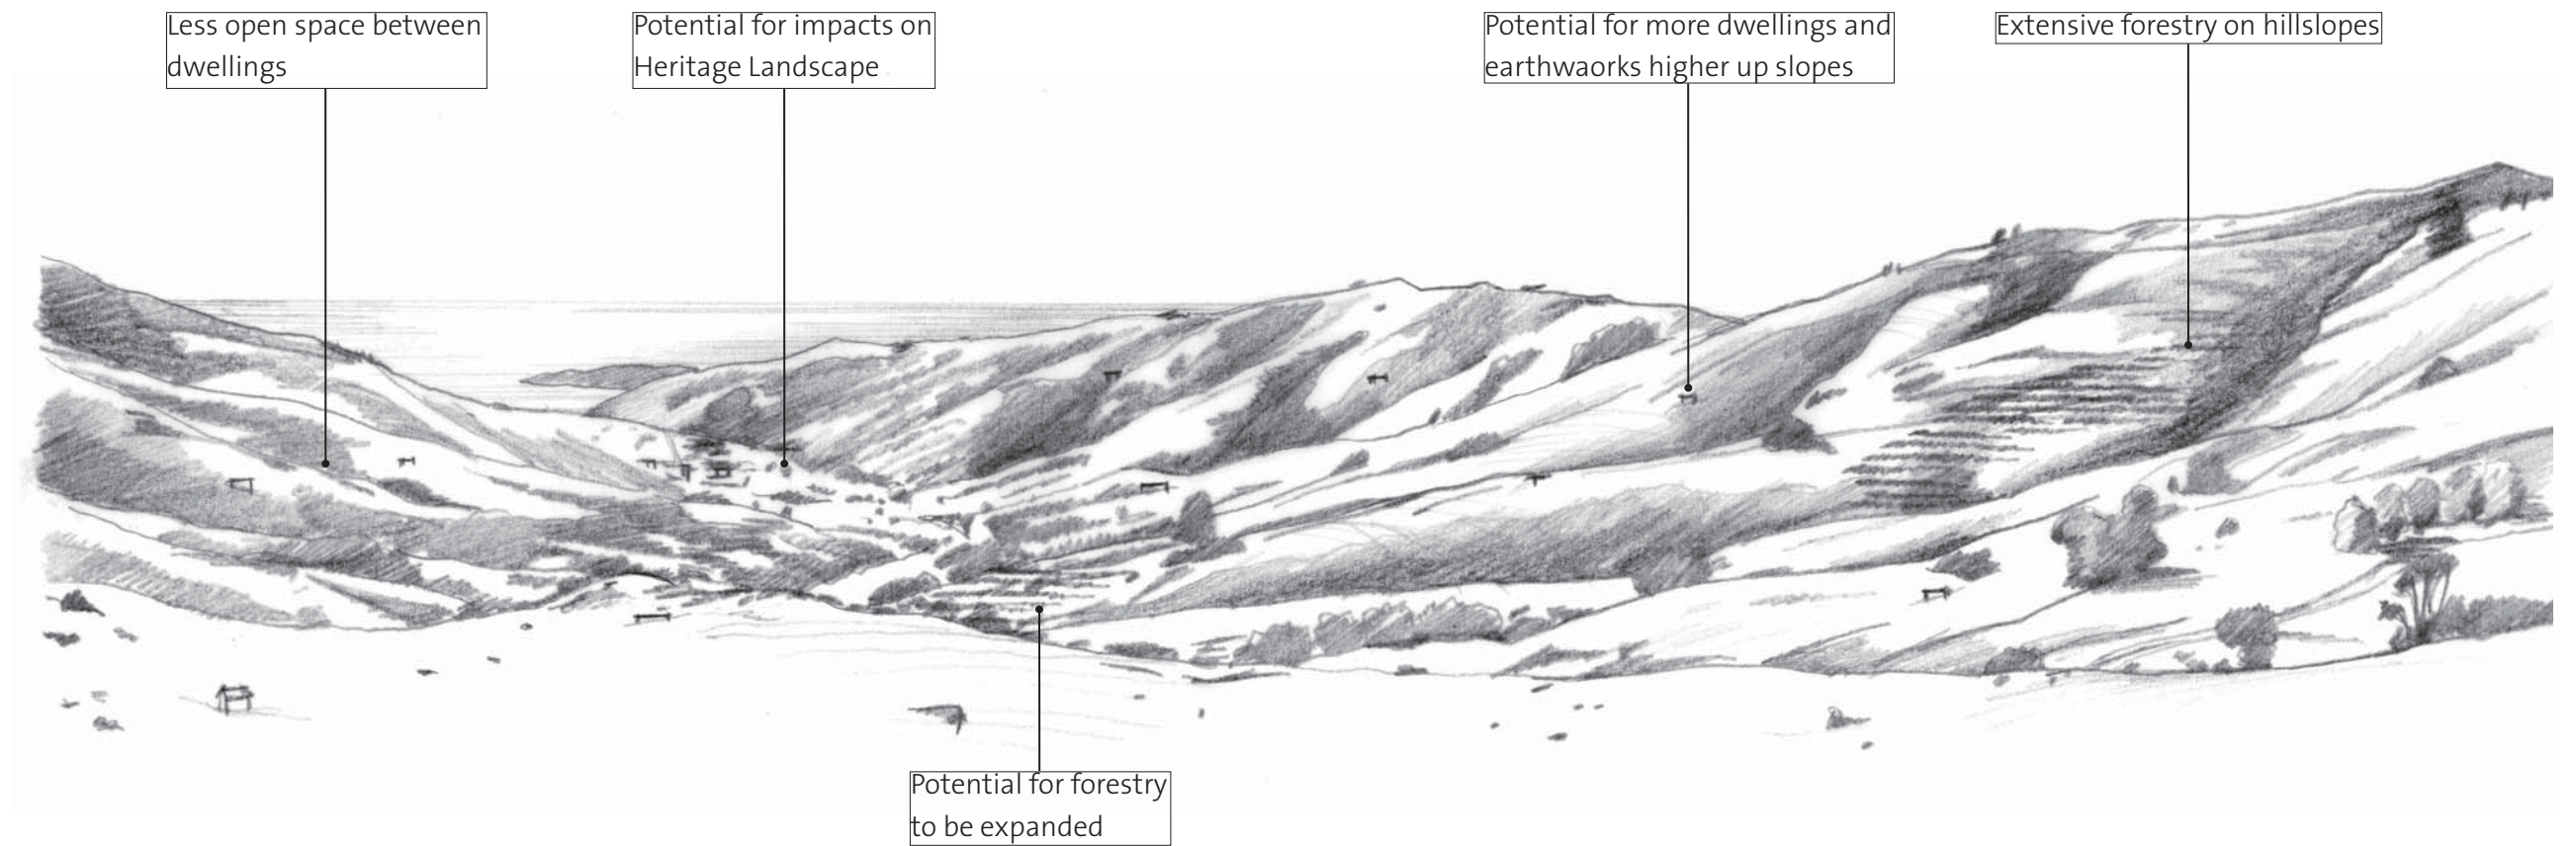 Less open space between
dwellings
Potential for impacts on
Heritage Landscape
Potential for more dwellings and
earthwaorks higher up slopes
Extensive forestry on hillslopes
Potential for forestry
to be expanded